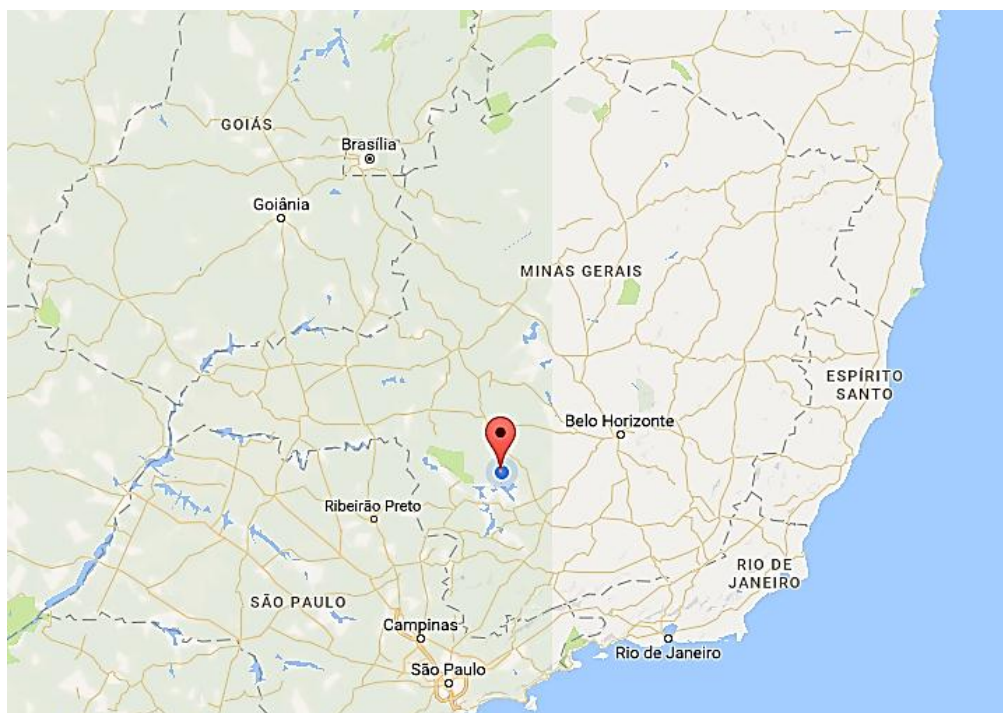 GOIÁS
Brasília
Goiânia
MINAS GERAIS
ESPÍRITO
SANTO
Belo Horizonte
Ribeirão Preto
RIO DE
JANEIRO
SÃO PAULO
Campinas
Rio de Janeiro
São Paulo